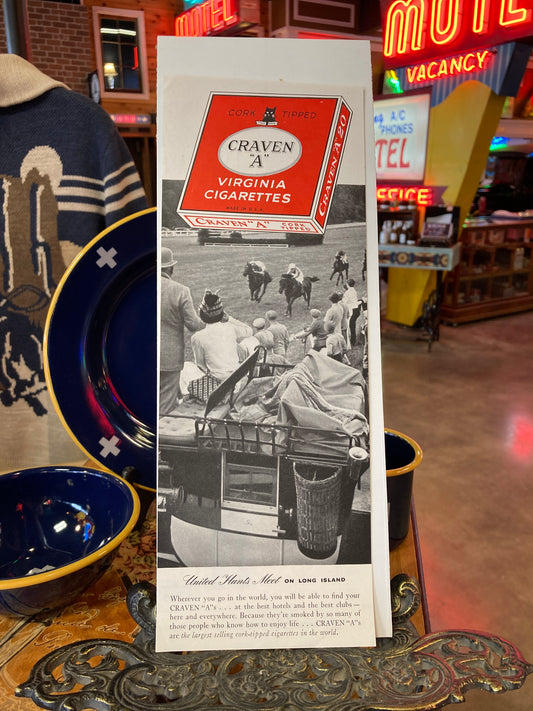 MOTEL
MOTEL
VACANCY
A/C
PHONES
TEL
OFFICE
CORK TIPPED
CRAVEN
"A"
VIRGINIA
CIGARETTES
MADE IN U.S.A.
CRAVEN "A" CORK TIPPED
CRAVEN "A" 20
United Hunts Meet ON LONG ISLAND
Wherever you go in the world, you will be able to find your
CRAVEN "A"s . . . at the best hotels and the best clubs—
here and everywhere. Because they're smoked by so many of
those people who know how to enjoy life . . . CRAVEN "A"s
are the largest selling cork-tipped cigarettes in the world.